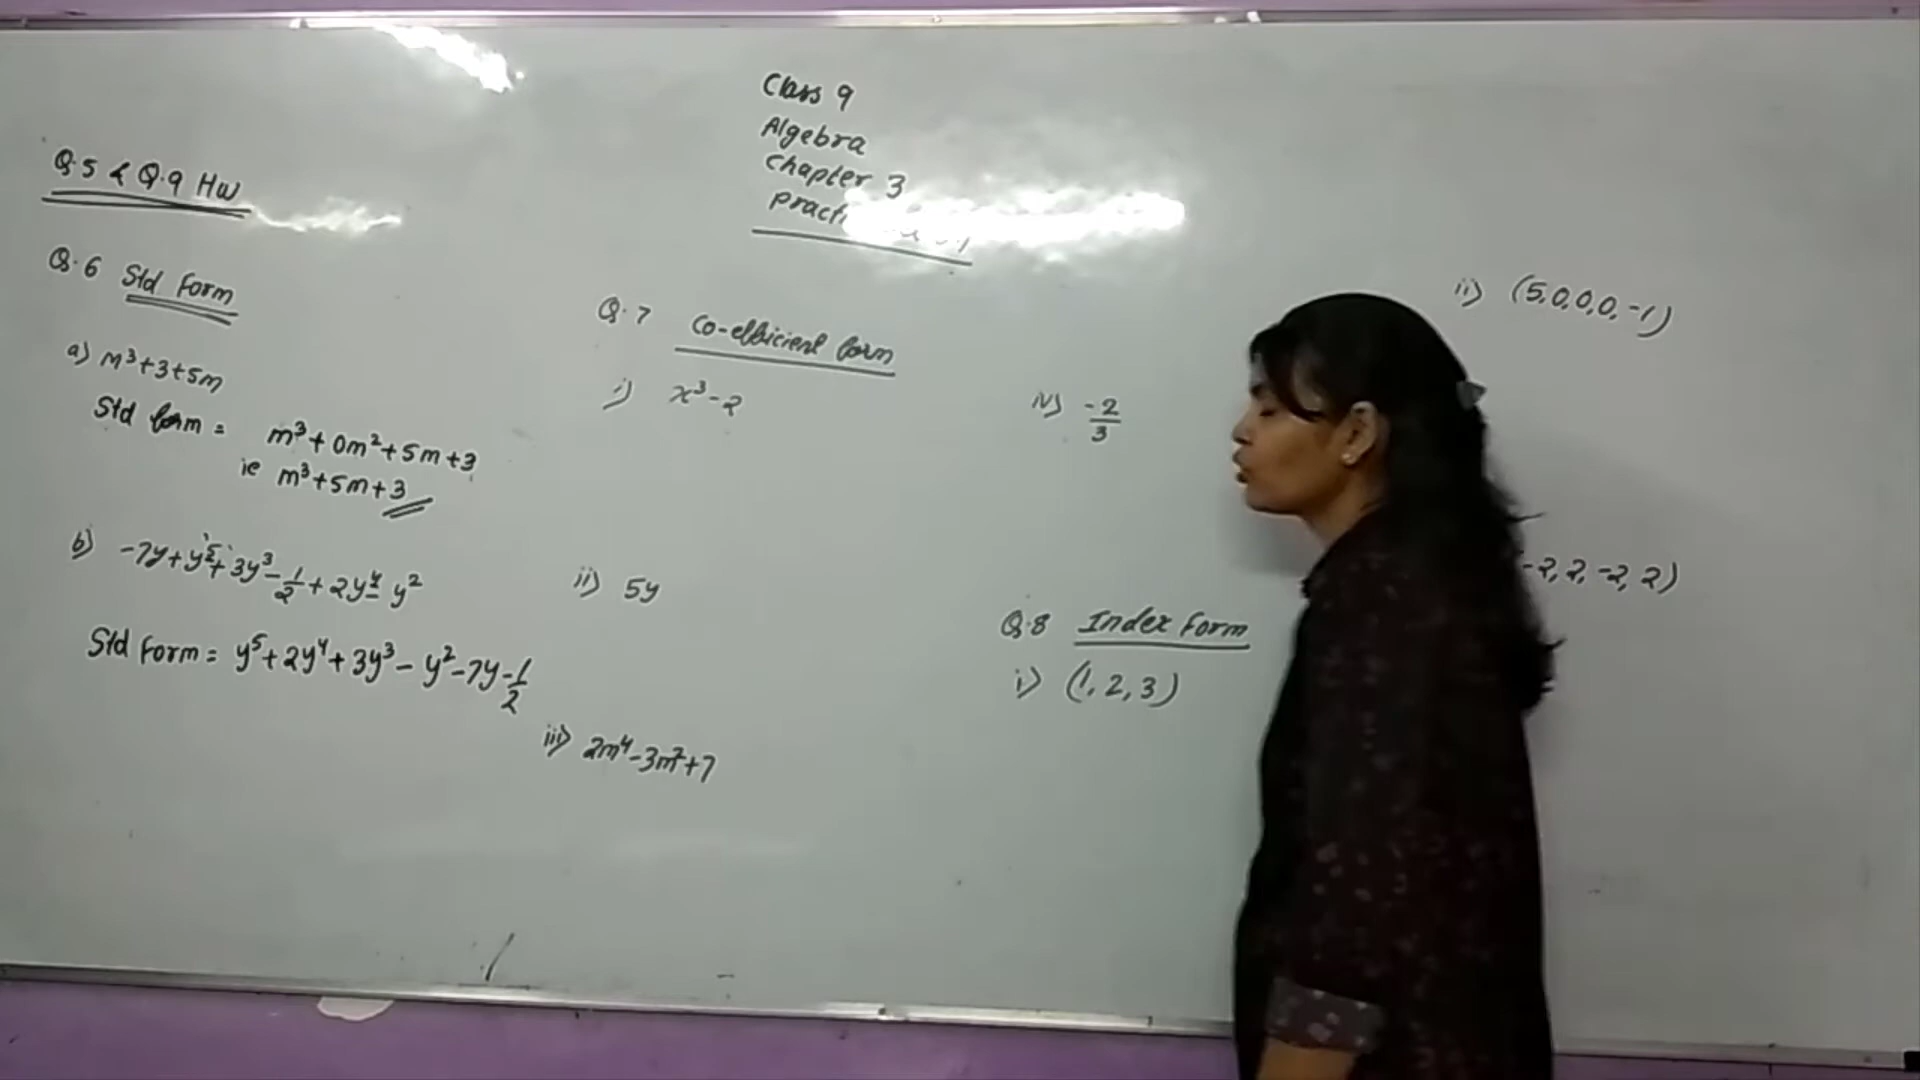 Class 9
Algebra
Chapter 3
Q.5 & Q.9 HW
Q.6 Std Form
a) m³+3+5m
Std form = m³+0m²+5m+3
ie m³+5m+3
b) -7y+y⁵+3y³-1/2+2y⁴-y²
Std Form = y⁵+2y⁴+3y³-y²-7y-1/2
Q.7 Co-efficient form
i) x³-2
ii) 5y
iii) 2m⁴-3m²+7
iv) -2/3
Q.8 Index Form
i) (1,2,3)
ii) (5,0,0,0,-1)
-2,2,-2,2)